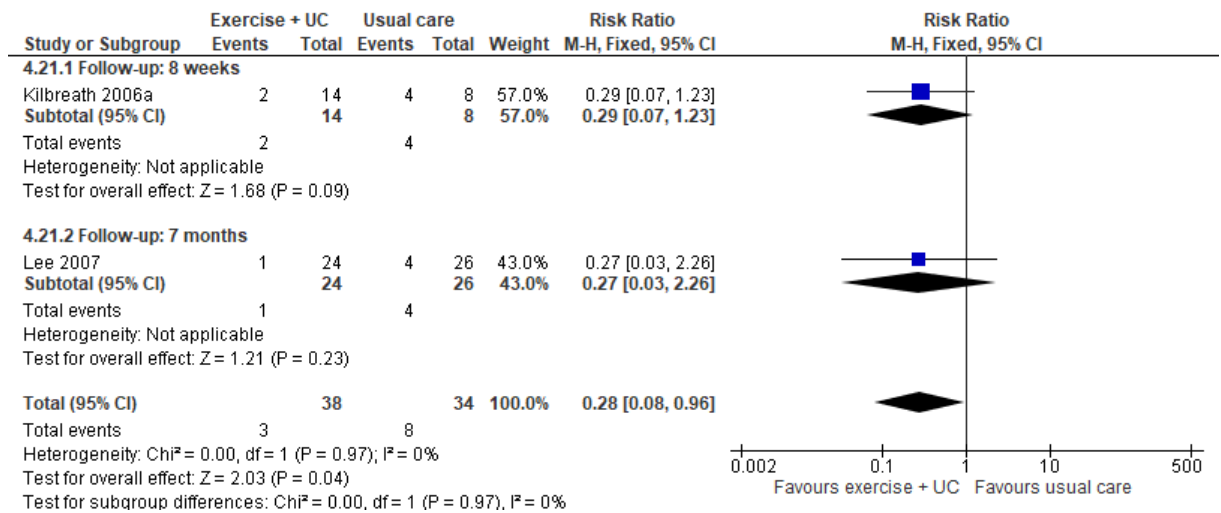 Exercise + UC Usual care Risk Ratio Risk Ratio
Study or Subgroup Events Total Events Total Weight M-H, Fixed, 95% CI M-H, Fixed, 95% CI
4.21.1 Follow-up: 8 weeks
Kilbreath 2006a 2 14 4 8 57.0% 0.29 [0.07, 1.23]
Subtotal (95% CI) 14 8 57.0% 0.29 [0.07, 1.23]
Total events 2 4
Heterogeneity: Not applicable
Test for overall effect: Z = 1.68 (P = 0.09)
4.21.2 Follow-up: 7 months
Lee 2007 1 24 4 26 43.0% 0.27 [0.03, 2.26]
Subtotal (95% CI) 24 26 43.0% 0.27 [0.03, 2.26]
Total events 1 4
Heterogeneity: Not applicable
Test for overall effect: Z = 1.21 (P = 0.23)
Total (95% CI) 38 34 100.0% 0.28 [0.08, 0.96]
Total events 3 8
Heterogeneity: Chi² = 0.00, df = 1 (P = 0.97); I² = 0%
Test for overall effect: Z = 2.03 (P = 0.04)
Test for subgroup differences: Chi² = 0.00, df = 1 (P = 0.97), I² = 0%
0.002 0.1 1 10 500
Favours exercise + UC Favours usual care